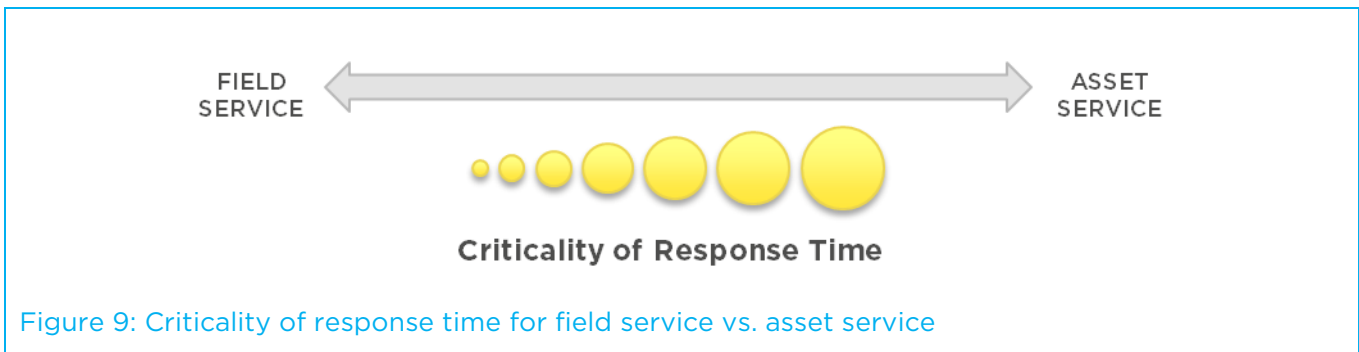 FIELD
SERVICE
ASSET
SERVICE
Criticality of Response Time
Figure 9: Criticality of response time for field service vs. asset service